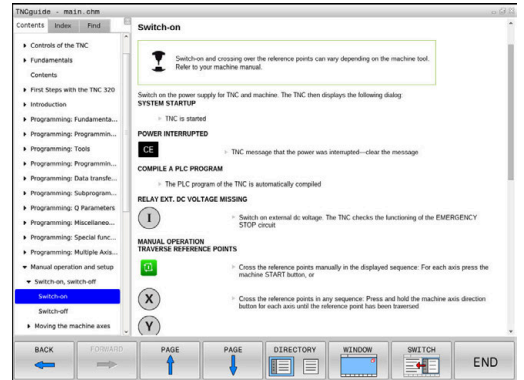 TNCguide - main.chm
Contents Index Find
Controls of the TNC
Fundamentals
Contents
First Steps with the TNC 320
Introduction
Programming: Fundamenta...
Programming: Programmin...
Programming: Tools
Programming: Programmin...
Programming: Data transfe...
Programming: Subprogram...
Programming: Q Parameters
Programming: Miscellaneo...
Programming: Special func...
Programming: Multiple Axis...
Manual operation and setup
Switch-on, switch-off
Switch-on
Switch-off
Moving the machine axes
Switch-on
Switch-on and crossing over the reference points can vary depending on the machine tool.
Refer to your machine manual.
Switch on the power supply for TNC and machine. The TNC then displays the following dialog:
SYSTEM STARTUP
TNC is started
POWER INTERRUPTED
CE
TNC message that the power was interrupted—clear the message
COMPILE A PLC PROGRAM
The PLC program of the TNC is automatically compiled
RELAY EXT. DC VOLTAGE MISSING
I
Switch on external dc voltage. The TNC checks the functioning of the EMERGENCY
STOP circuit
MANUAL OPERATION
TRAVERSE REFERENCE POINTS
Cross the reference points manually in the displayed sequence: For each axis press the
machine START button, or
X
Cross the reference points in any sequence: Press and hold the machine axis direction
button for each axis until the reference point has been traversed
Y
BACK FORWARD PAGE PAGE DIRECTORY WINDOW SWITCH END